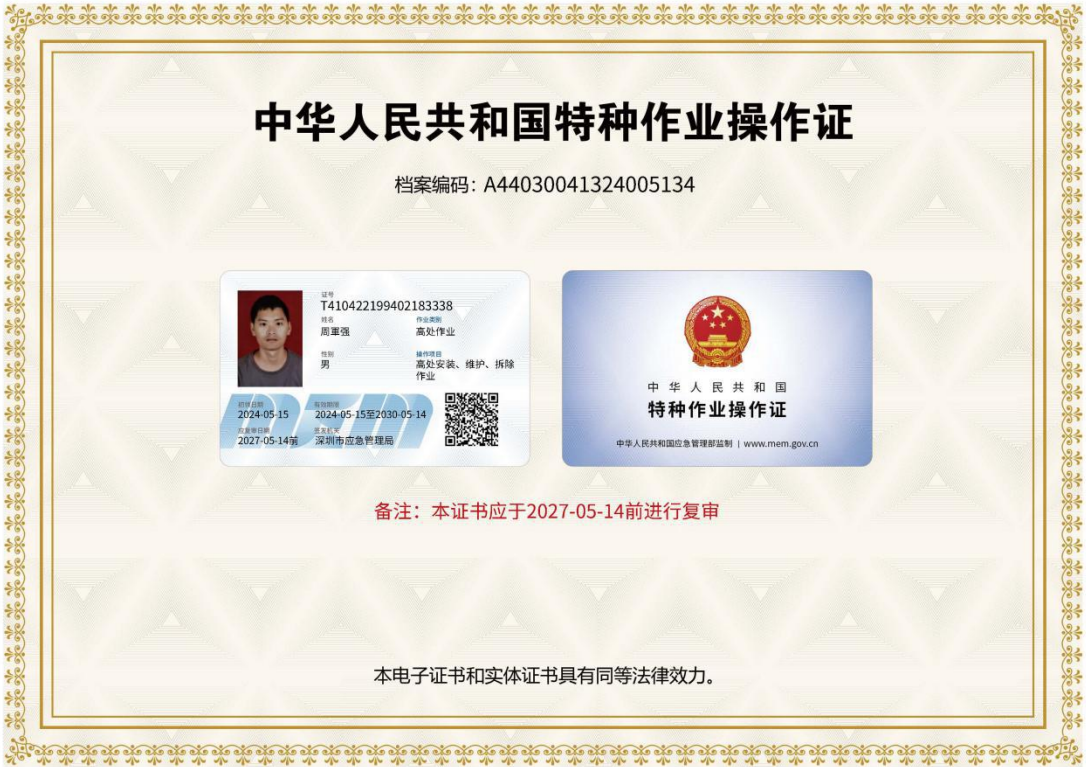 中华人民共和国特种作业操作证
档案编码：A44030041324005134
证号
T410422199402183338
姓名
作业类别
周軍强
高处作业
性别
操作项目
男
高处安装、维护、拆除
作业
初领日期
有效期限
2024-05-15
2024-05-15至2030-05-14
应复审日期
签发机关
2027-05-14前
深圳市应急管理局
中华人民共和国
特种作业操作证
中华人民共和国应急管理部监制 | www.mem.gov.cn
备注：本证书应于2027-05-14前进行复审
本电子证书和实体证书具有同等法律效力。